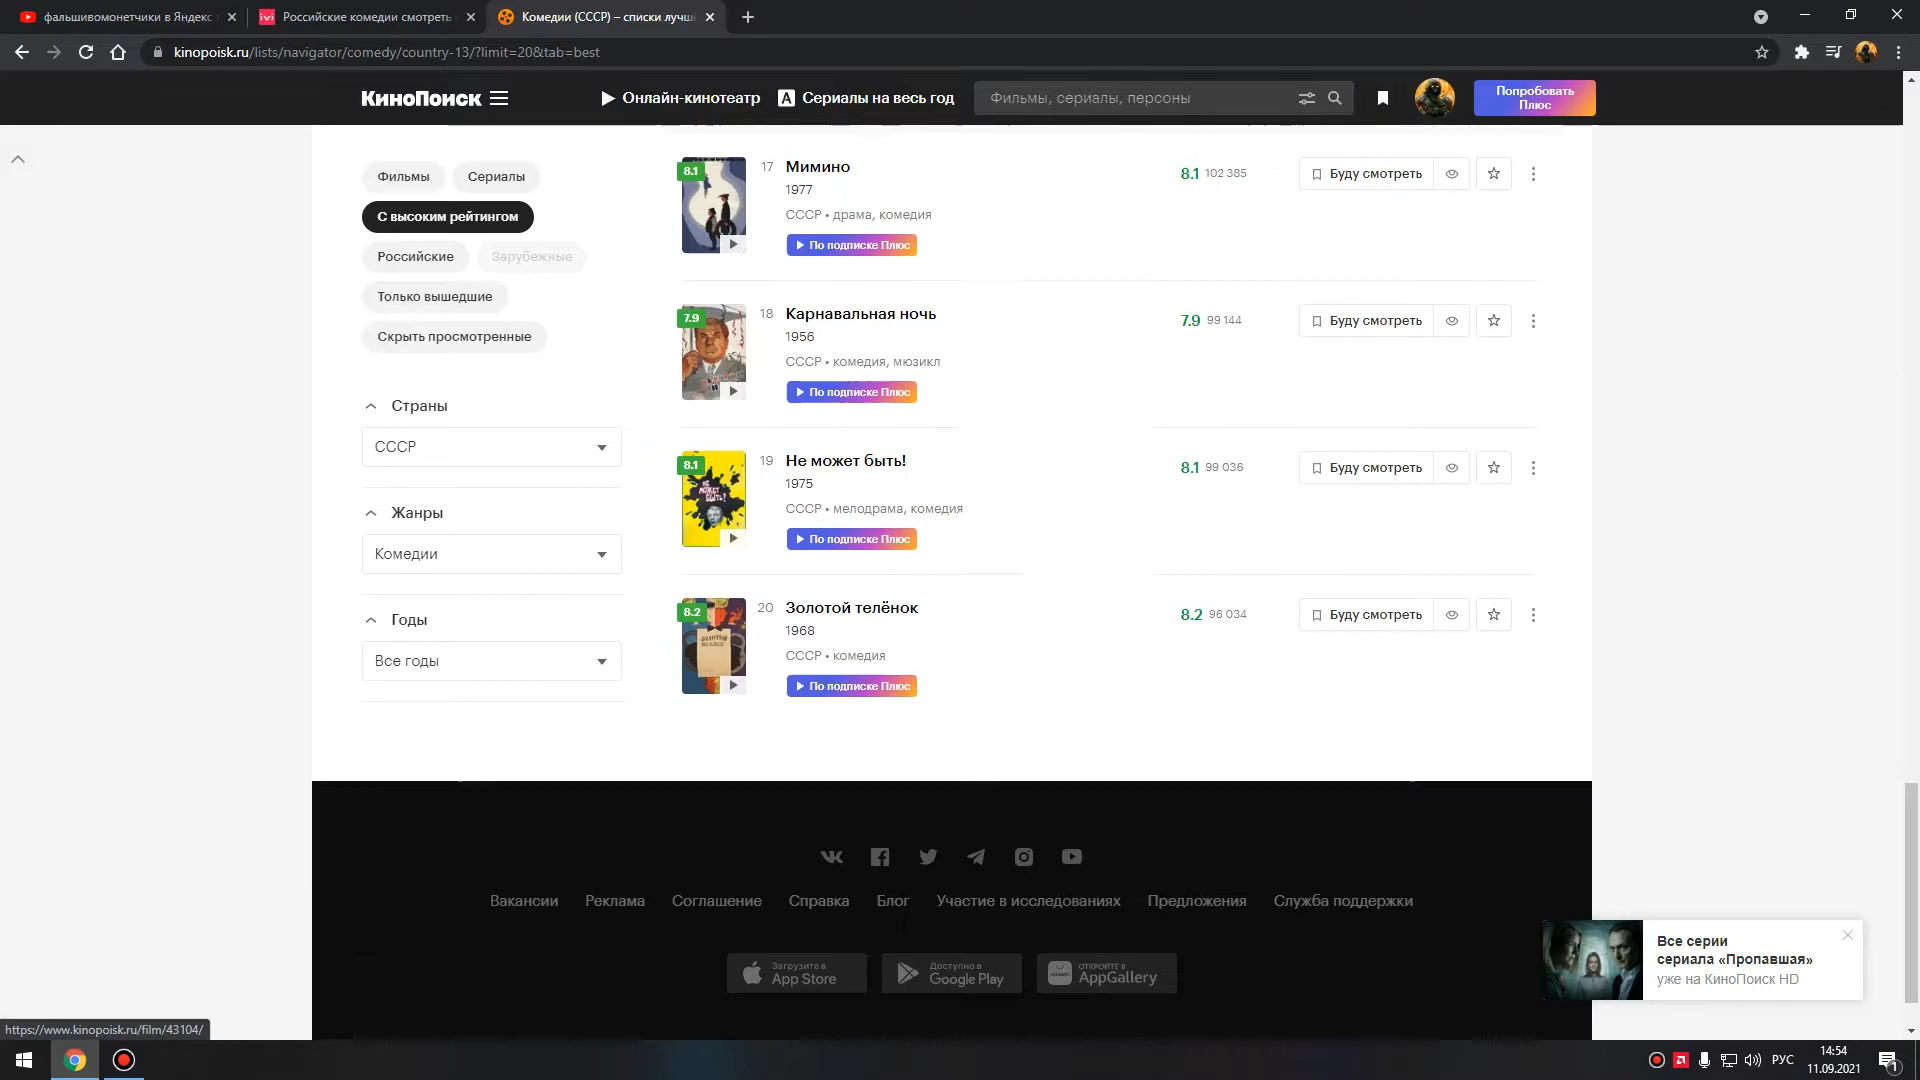 фальшивомонетчики в Яндекс
Российские комедии смотреть
Комедии (СССР) – списки лучш
kinopoisk.ru/lists/navigator/comedy/country-13/?limit=20&tab=best
КиноПоиск
Онлайн-кинотеатр
Сериалы на весь год
Фильмы, сериалы, персоны
Попробовать
Плюс
Фильмы
Сериалы
С высоким рейтингом
Российские
Зарубежные
Только вышедшие
Скрыть просмотренные
Страны
СССР
Жанры
Комедии
Годы
Все годы
8.1
17
Мимино
1977
СССР • драма, комедия
По подписке Плюс
8.1 102 385
Буду смотреть
7.9
18
Карнавальная ночь
1956
СССР • комедия, мюзикл
По подписке Плюс
7.9 99 144
Буду смотреть
8.1
НЕ МОЖЕТ БЫТЬ!
19
Не может быть!
1975
СССР • мелодрама, комедия
По подписке Плюс
8.1 99 036
Буду смотреть
8.2
20
Золотой телёнок
1968
СССР • комедия
По подписке Плюс
8.2 96 034
Буду смотреть
Вакансии
Реклама
Соглашение
Справка
Блог
Участие в исследованиях
Предложения
Служба поддержки
Загрузите в
App Store
Доступно в
Google Play
ОТКРОЙТЕ В
AppGallery
Все серии
сериала «Пропавшая»
уже на КиноПоиск HD
https://www.kinopoisk.ru/film/43104/
РУС
14:54
11.09.2021
1